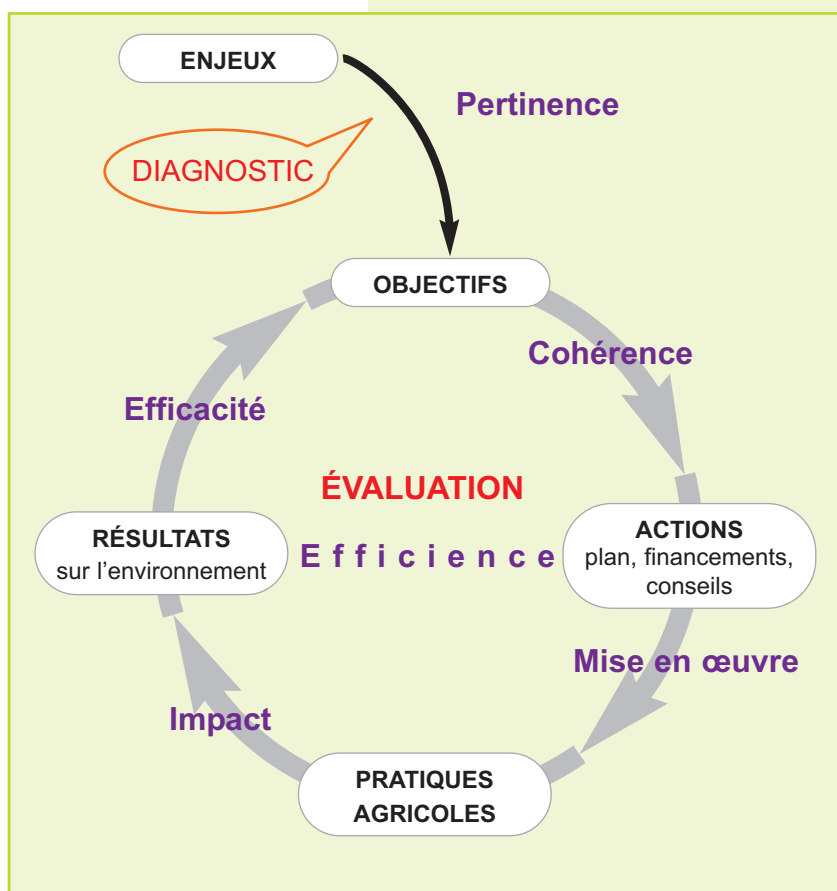 ENJEUX
Pertinence
DIAGNOSTIC
OBJECTIFS
Cohérence
Efficacité
ÉVALUATION
RÉSULTATS
sur l’environnement
Efficience
ACTIONS
plan, financements,
conseils
Mise en œuvre
Impact
PRATIQUES
AGRICOLES